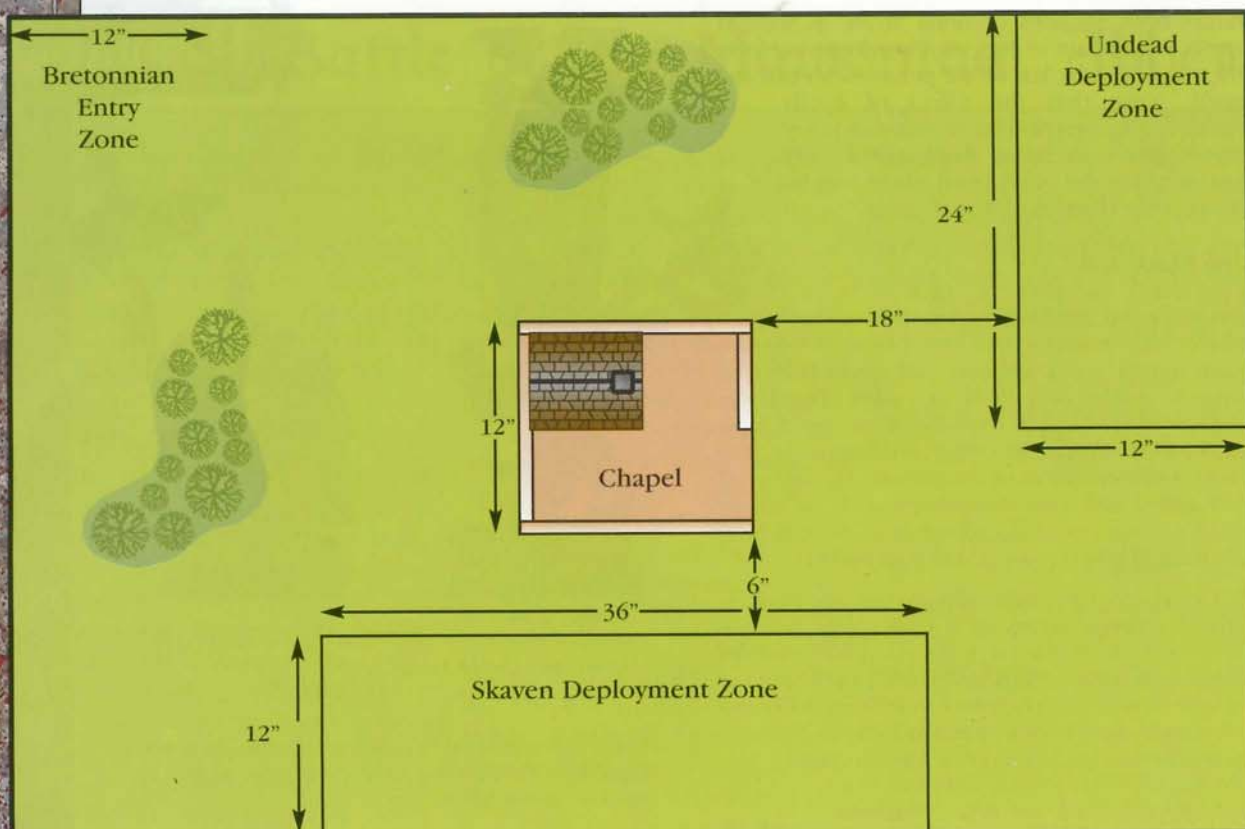 12”
Bretonnian
Entry
Zone
Undead
Deployment
Zone
24”
18”
12”
Chapel
12”
6”
36”
Skaven Deployment Zone
12”